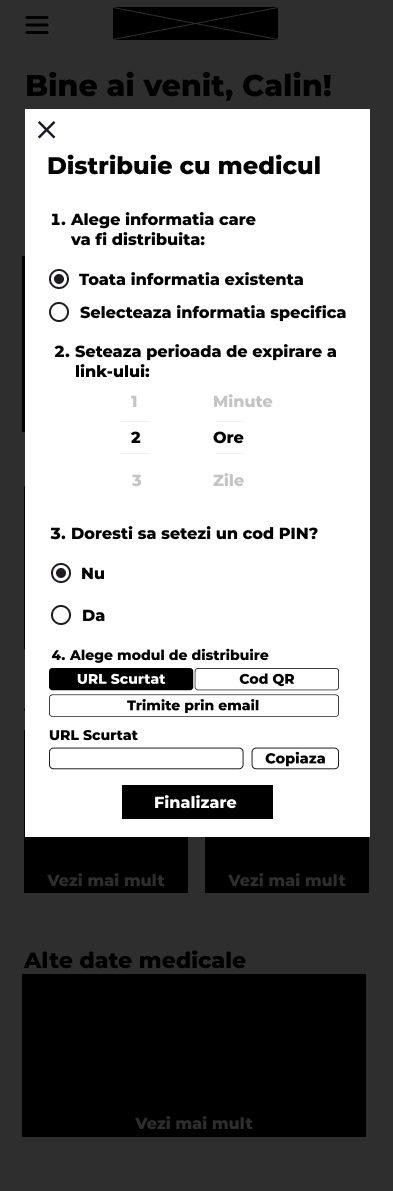 Bine ai venit, Calin!
Distribuie cu medicul
1. Alege informatia care
va fi distribuita:
Toata informatia existenta
Selecteaza informatia specifica
2. Seteaza perioada de expirare a
link-ului:
1 Minute
2 Ore
3 Zile
3. Doresti sa setezi un cod PIN?
Nu
Da
4. Alege modul de distribuire
URL Scurtat Cod QR
Trimite prin email
URL Scurtat
Copiaza
Finalizare
Vezi mai mult Vezi mai mult
Alte date medicale
Vezi mai mult